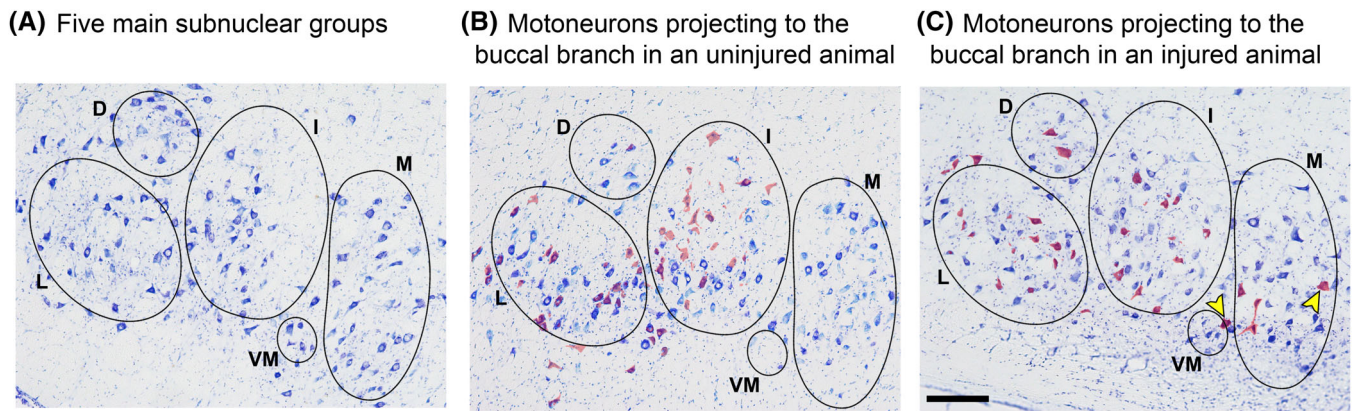 (A) Five main subnuclear groups
(B) Motoneurons projecting to the
buccal branch in an uninjured animal
(C) Motoneurons projecting to the
buccal branch in an injured animal
D
I
M
L
VM
D
I
M
L
VM
D
I
M
L
VM